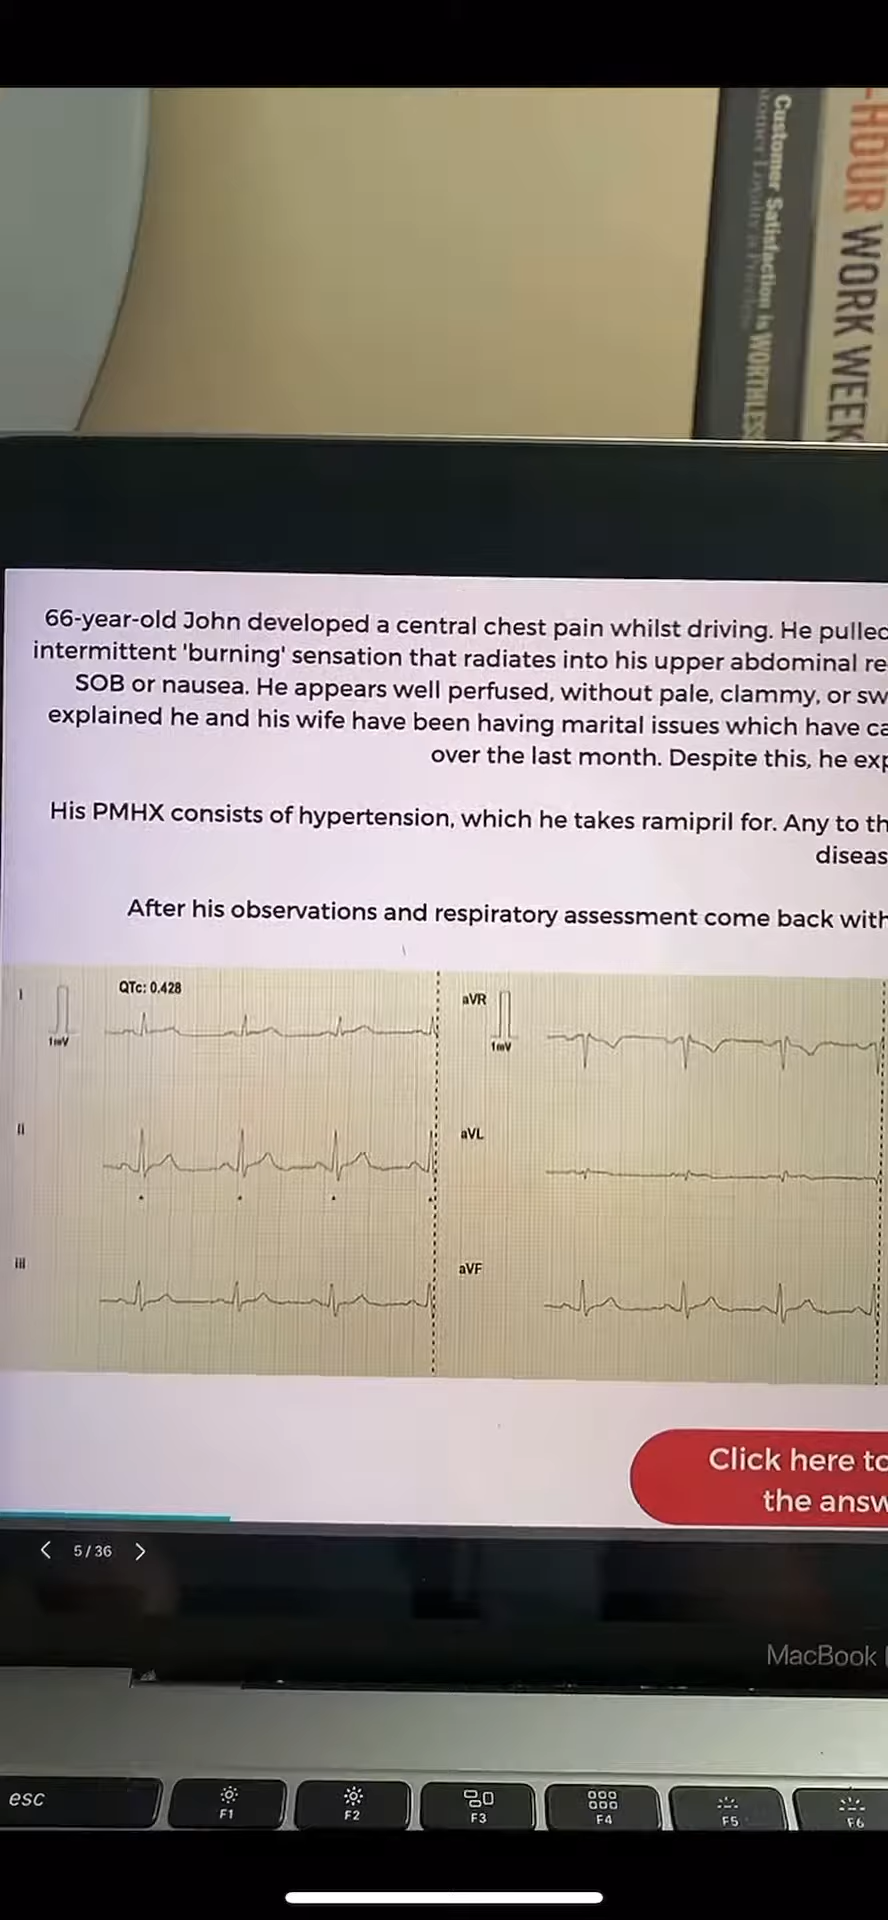 -HOUR WORK WEEK
Customer Satisfaction is WORTHLESS
66-year-old John developed a central chest pain whilst driving. He pulled
intermittent 'burning' sensation that radiates into his upper abdominal re
SOB or nausea. He appears well perfused, without pale, clammy, or sw
explained he and his wife have been having marital issues which have ca
over the last month. Despite this, he exp
His PMHX consists of hypertension, which he takes ramipril for. Any to th
diseas
After his observations and respiratory assessment come back with
I
QTc: 0.428
1mV
aVR
1mV
II
aVL
III
aVF
Click here to
the answ
5 / 36
MacBook
esc
F1
F2
F3
F4
F5
F6